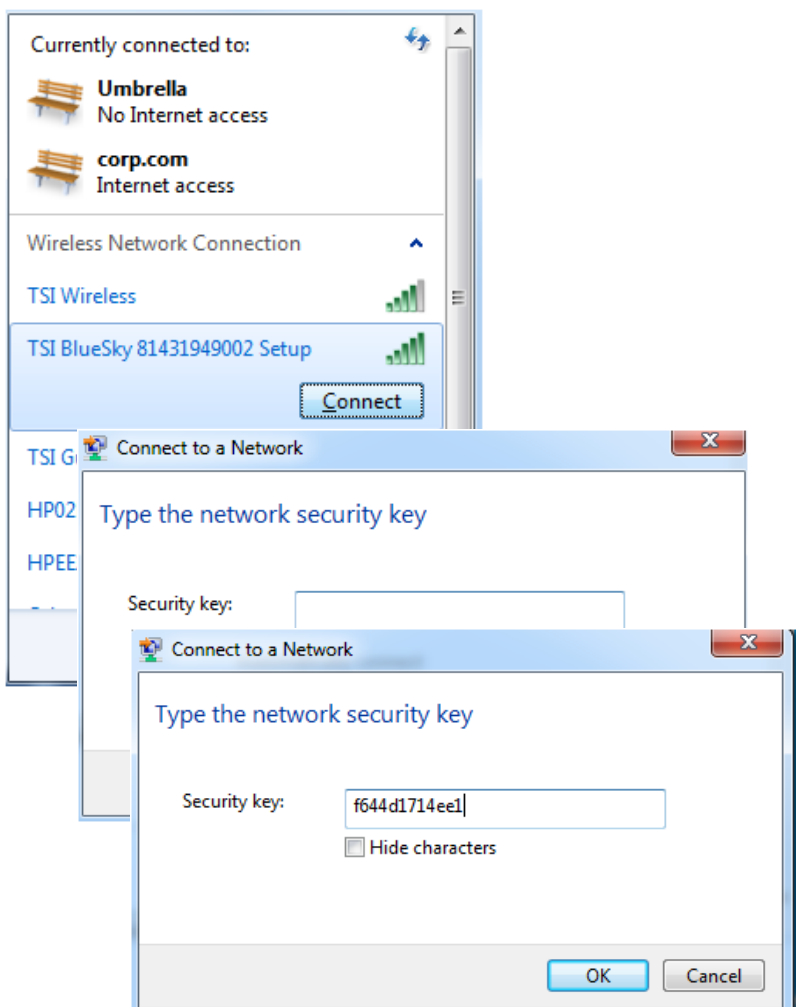 Currently connected to:
Umbrella
No Internet access
corp.com
Internet access
Wireless Network Connection
TSI Wireless
TSI BlueSky 81431949002 Setup
Connect
TSI
HP02
HPEE
Connect to a Network
Type the network security key
Security key:
Connect to a Network
Type the network security key
Security key:
f644d1714ee1
Hide characters
OK
Cancel